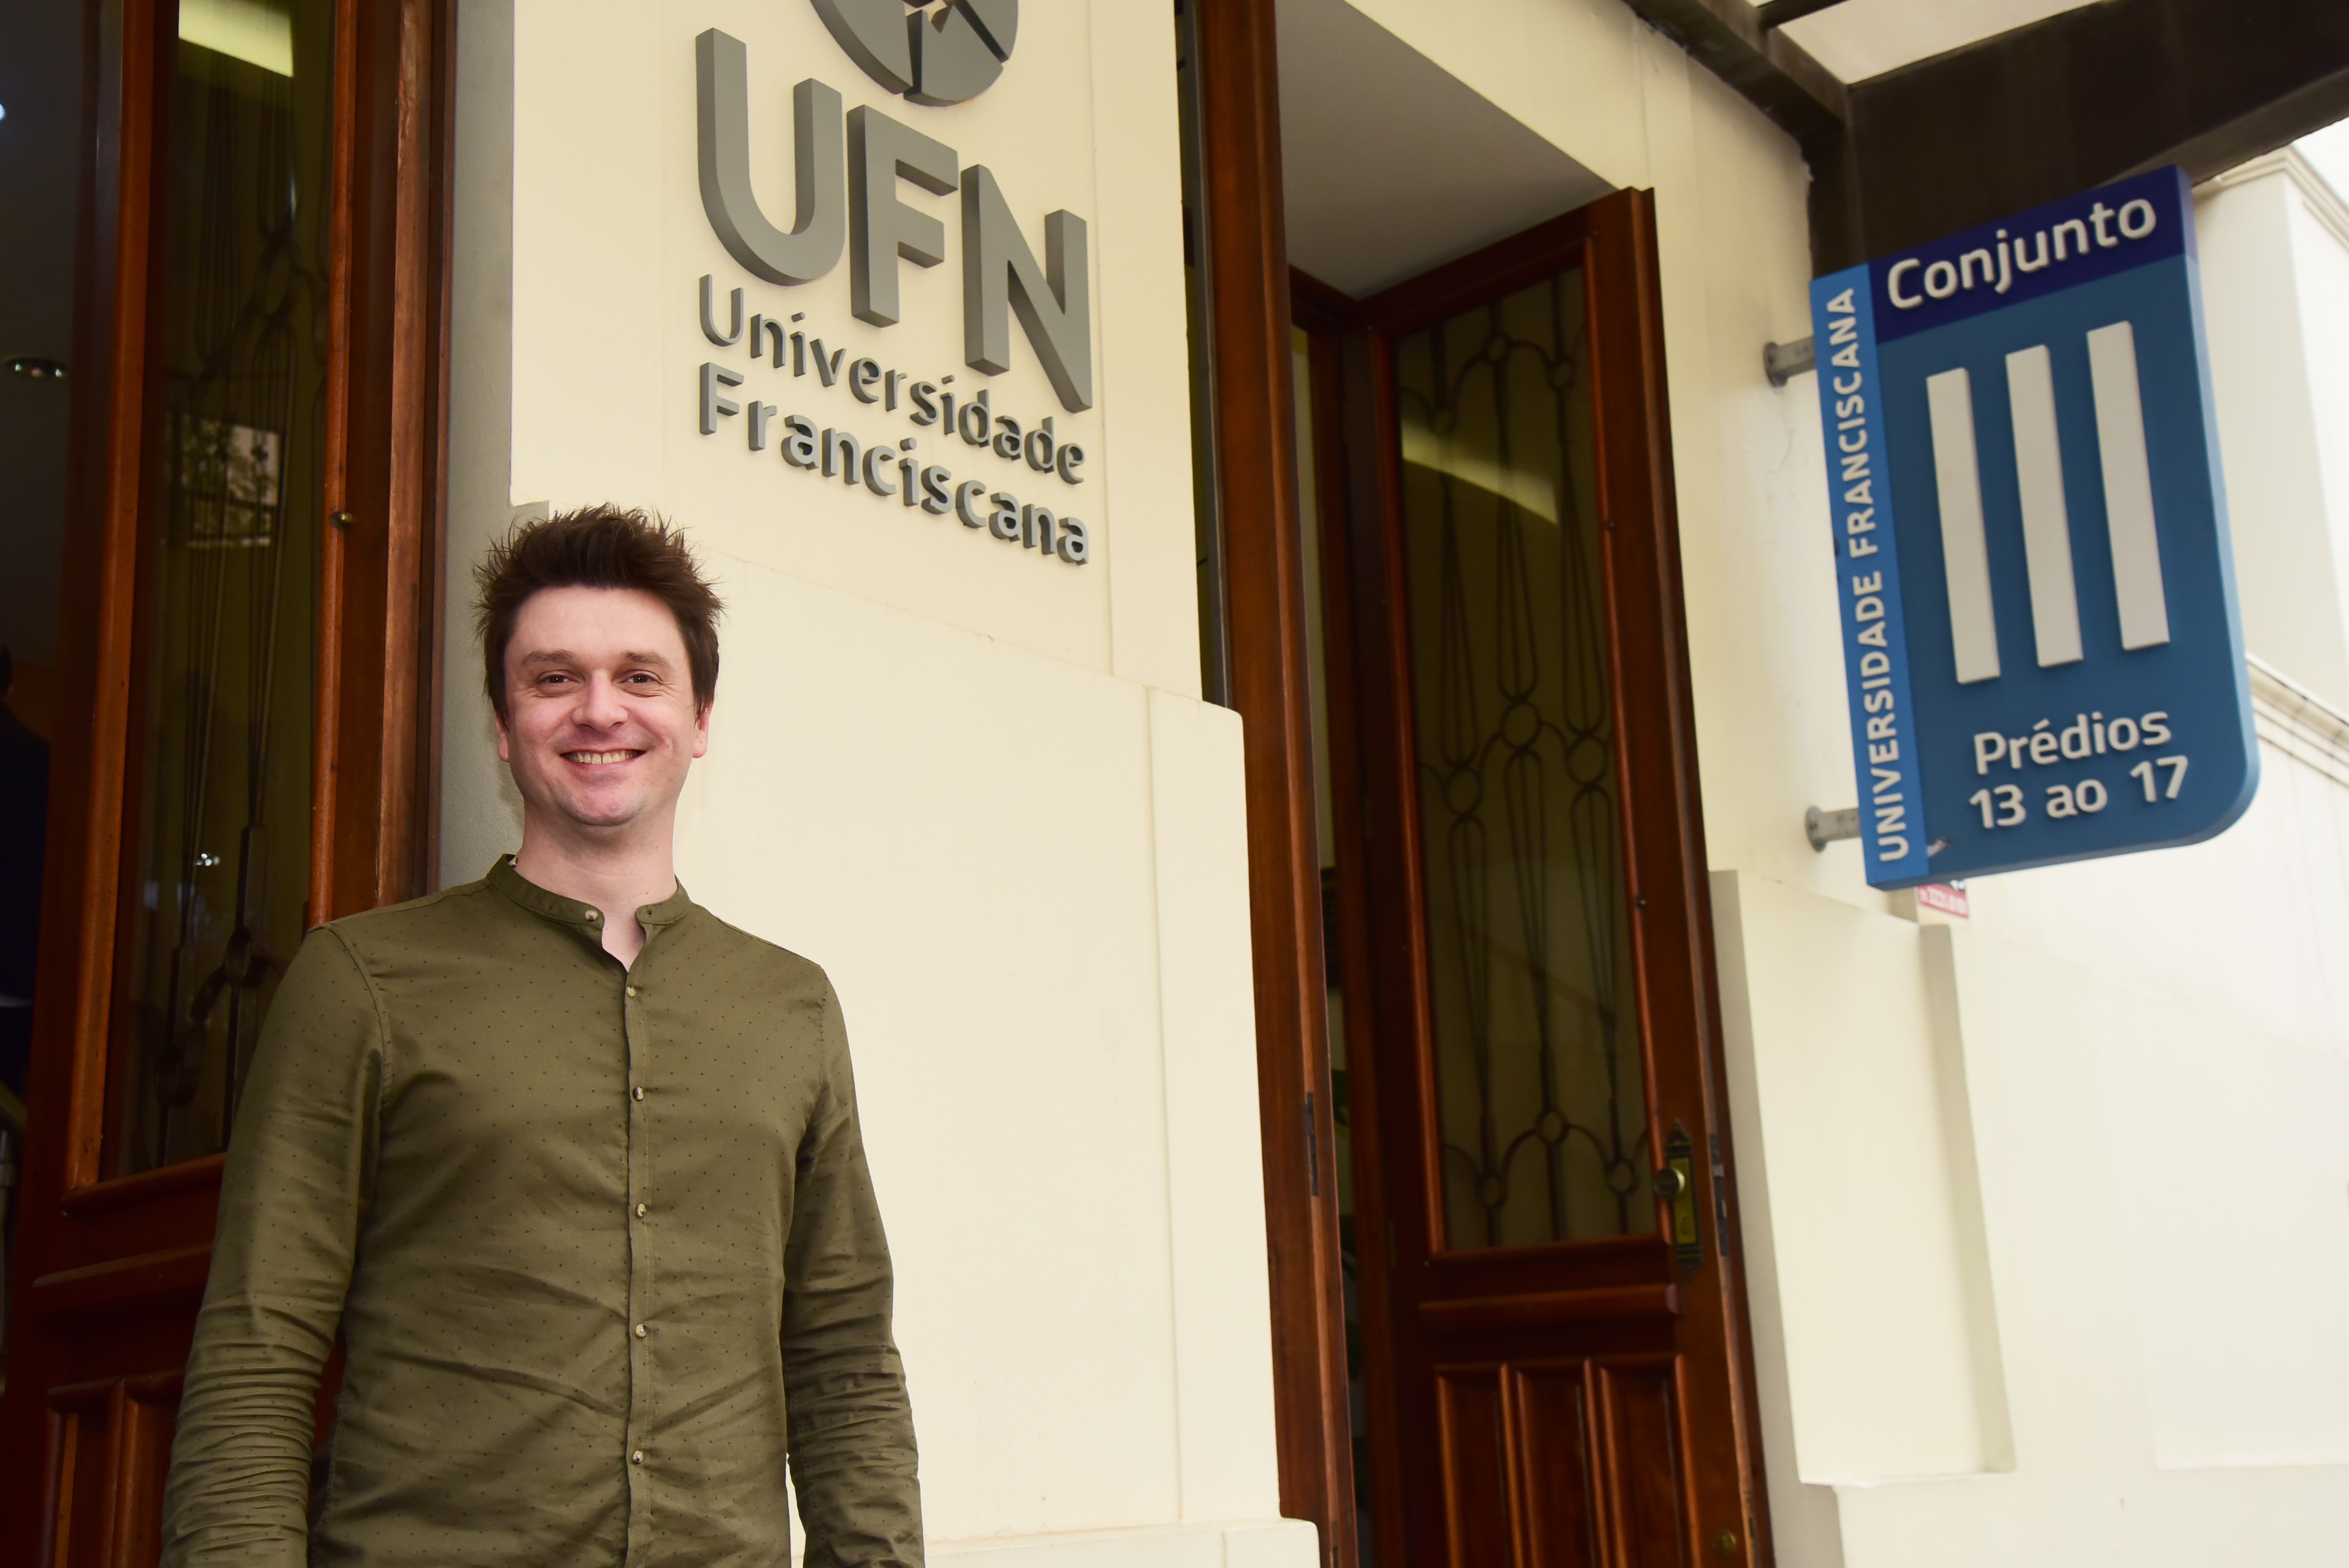 UFN
Universidade
Franciscana
UNIVERSIDADE FRANCISCANA
Conjunto
III
Prédios
13 ao 17